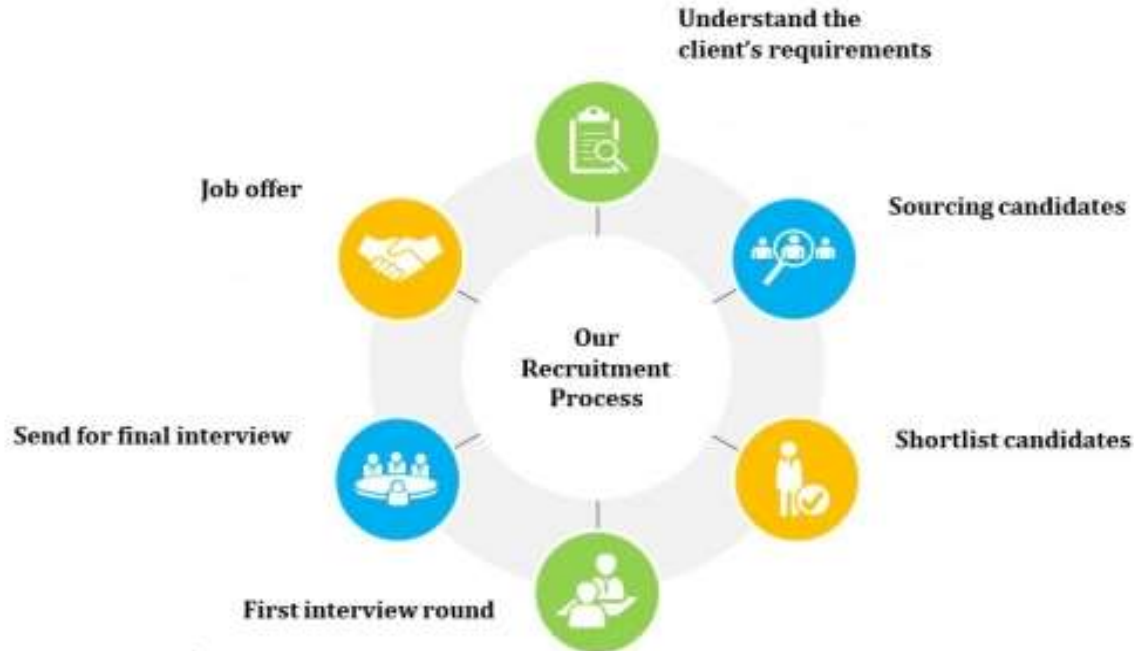 Understand the
client's requirements
Job offer
Sourcing candidates
Our
Recruitment
Process
Send for final interview
Shortlist candidates
First interview round